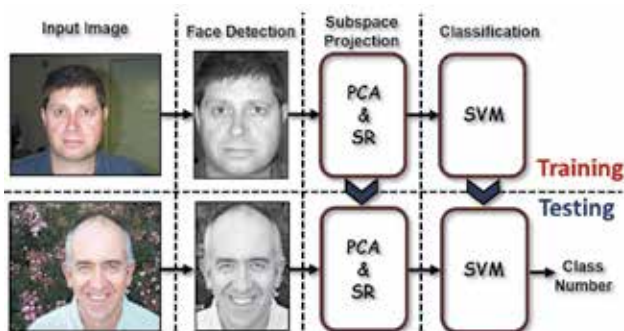 Input Image
Face Detection
Subspace
Projection
Classification
PCA
&
SR
SVM
Training
Testing
PCA
&
SR
SVM
Class
Number